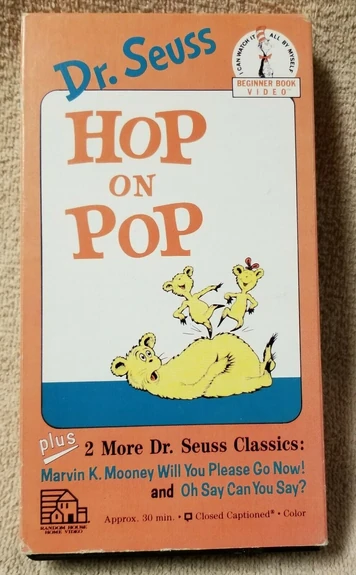 Dr. Seuss
I CAN WATCH IT ALL BY MYSELF
BEGINNER BOOK
VIDEO™
HOP
ON
POP
plus 2 More Dr. Seuss Classics:
Marvin K. Mooney Will You Please Go Now!
and Oh Say Can You Say?
RANDOM HOUSE
HOME VIDEO
Approx. 30 min. • Closed Captioned* • Color